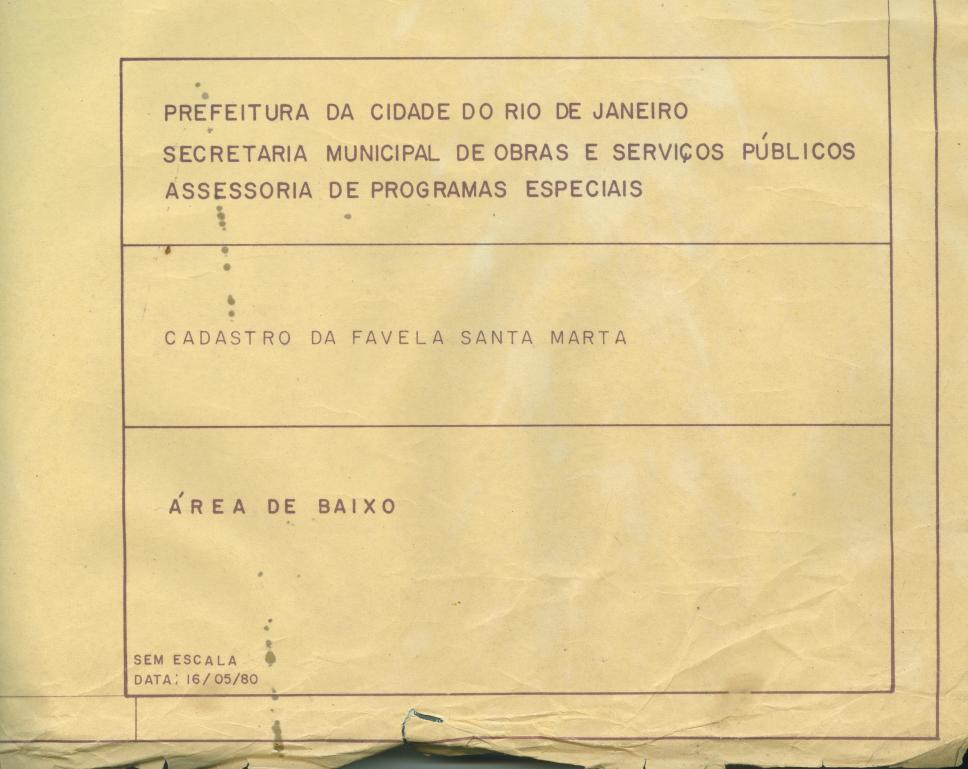 PREFEITURA DA CIDADE DO RIO DE JANEIRO
SECRETARIA MUNICIPAL DE OBRAS E SERVIÇOS PÚBLICOS
ASSESSORIA DE PROGRAMAS ESPECIAIS
CADASTRO DA FAVELA SANTA MARTA
ÁREA DE BAIXO
SEM ESCALA
DATA: 16/05/80